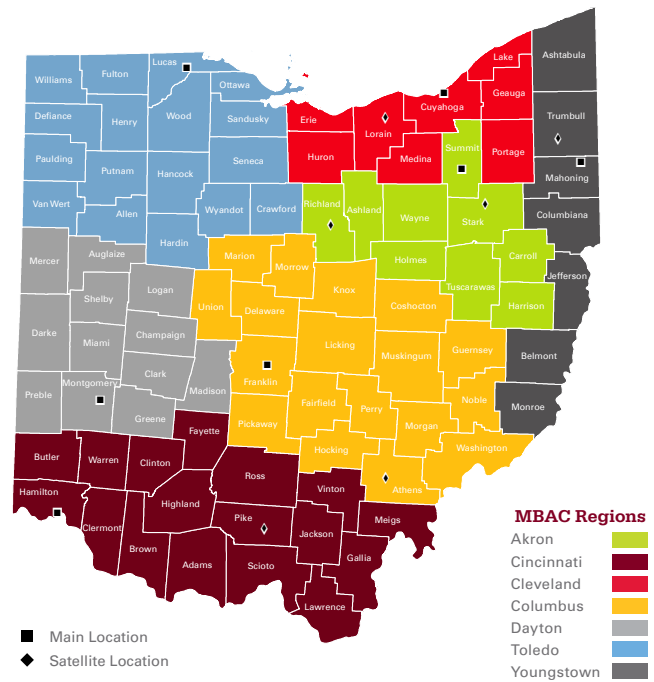 Ashtabula
Lake
Lucas
Fulton
Williams
Ottawa
Geauga
Cuyahoga
Defiance
Henry
Wood
Sandusky
Erie
Lorain
Trumbull
Summit
Portage
Medina
Huron
Paulding
Putnam
Hancock
Seneca
Mahoning
Van Wert
Allen
Wyandot
Crawford
Richland
Ashland
Wayne
Stark
Columbiana
Hardin
Mercer
Auglaize
Marion
Morrow
Holmes
Carroll
Jefferson
Tuscarawas
Harrison
Logan
Shelby
Union
Delaware
Knox
Coshocton
Darke
Miami
Champaign
Licking
Muskingum
Guernsey
Belmont
Clark
Madison
Franklin
Preble
Montgomery
Greene
Fairfield
Perry
Noble
Monroe
Fayette
Pickaway
Morgan
Washington
Hocking
Athens
Butler
Warren
Clinton
Ross
Vinton
Hamilton
Highland
Pike
Meigs
Clermont
Jackson
Brown
Adams
Scioto
Gallia
Lawrence
MBAC Regions
Akron
Cincinnati
Cleveland
Columbus
Dayton
Toledo
Youngstown
Main Location
Satellite Location